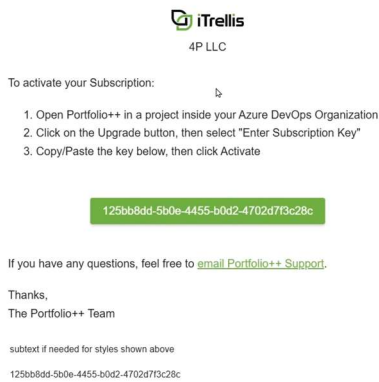 iTrellis
4P LLC
To activate your Subscription:
1. Open Portfolio++ in a project inside your Azure DevOps Organization
2. Click on the Upgrade button, then select "Enter Subscription Key"
3. Copy/Paste the key below, then click Activate
125bb8dd-5b0e-4455-b0d2-4702d7f3c28c
If you have any questions, feel free to email Portfolio++ Support.
Thanks,
The Portfolio++ Team
subtext if needed for styles shown above
125bb8dd-5b0e-4455-b0d2-4702d7f3c28c